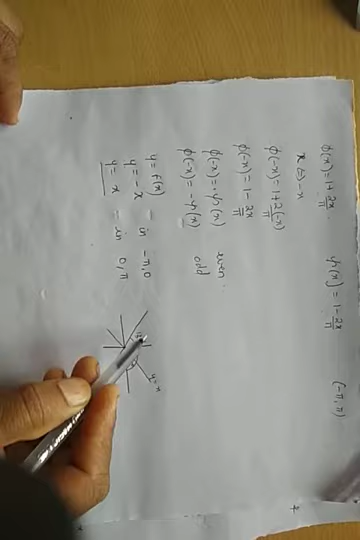 φ(x) = 1 + 2x/π ψ(x) = 1 - 2x/π (-π, π)
x ⇔ -x
φ(-x) = 1 + 2(-x)/π
φ(-x) = 1 - 2x/π
φ(-x) = ψ(x) even
φ(-x) = -ψ(x) odd
y = f(x)
y = -x in -π, 0
y = x in 0, π
y = x